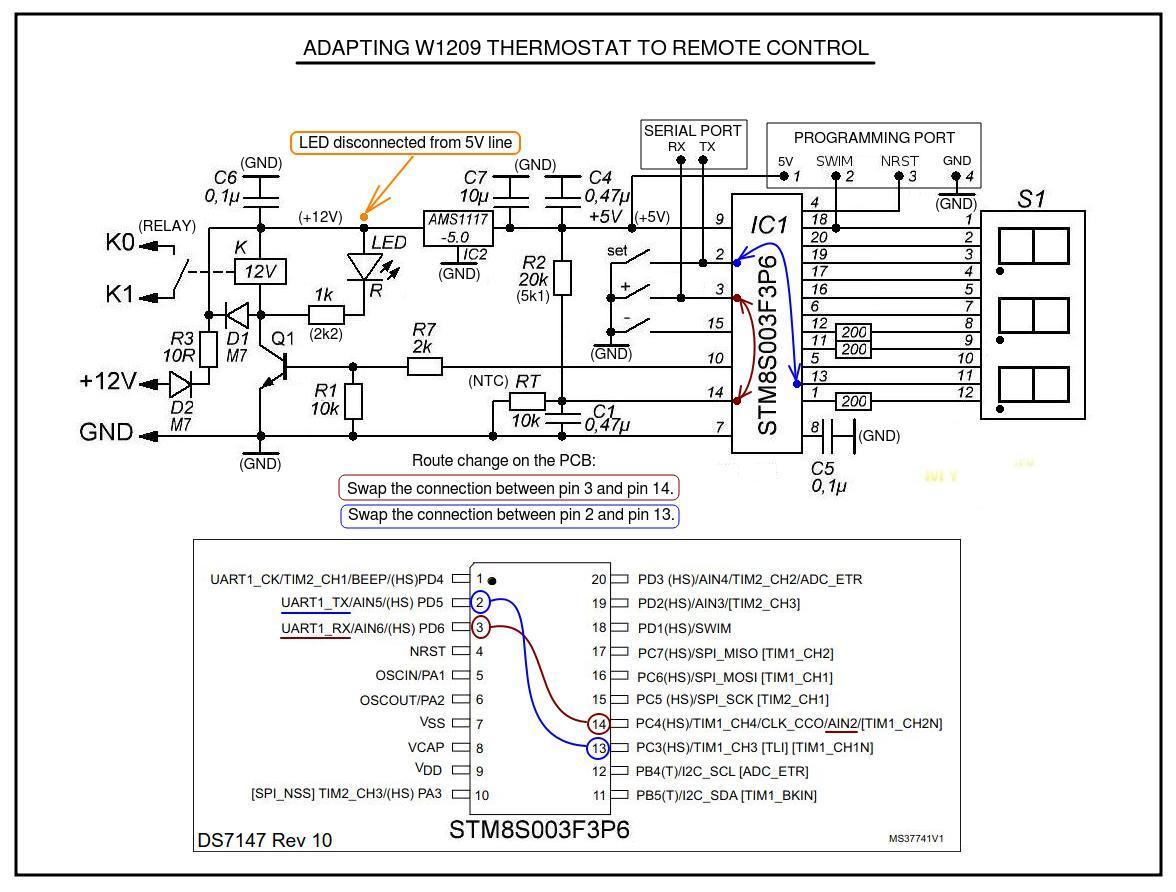 ADAPTING W1209 THERMOSTAT TO REMOTE CONTROL
LED disconnected from 5V line
SERIAL PORT
RX TX
PROGRAMMING PORT
5V SWIM NRST GND
1 2 3 4
(GND)
(GND)
C6
0,1µ
(GND)
C7
10µ
C4
0,47µ
+5V (+5V)
(RELAY)
K0
K1
(+12V)
K
12V
LED
R
AMS1117
-5.0
IC2
(GND)
R2
20k
(5k1)
set
+
-
(GND)
1k
(2k2)
D1
M7
Q1
R3
10R
+12V
D2
M7
R7
2k
R1
10k
(NTC) RT
10k
C1
0,47µ
GND
(GND)
9
2
3
15
10
14
7
IC1
STM8S003F3P6
4
18
20
19
17
16
6
12
11
5
13
1
8
200
200
200
C5
0,1µ
(GND)
S1
1
2
3
4
5
7
8
9
10
11
12
Route change on the PCB:
Swap the connection between pin 3 and pin 14.
Swap the connection between pin 2 and pin 13.
UART1_CK/TIM2_CH1/BEEP/(HS)PD4 1 20 PD3 (HS)/AIN4/TIM2_CH2/ADC_ETR
UART1_TX/AIN5/(HS) PD5 2 19 PD2(HS)/AIN3/[TIM2_CH3]
UART1_RX/AIN6/(HS) PD6 3 18 PD1(HS)/SWIM
NRST 4 17 PC7(HS)/SPI_MISO [TIM1_CH2]
OSCIN/PA1 5 16 PC6(HS)/SPI_MOSI [TIM1_CH1]
OSCOUT/PA2 6 15 PC5 (HS)/SPI_SCK [TIM2_CH1]
VSS 7 14 PC4(HS)/TIM1_CH4/CLK_CCO/AIN2/[TIM1_CH2N]
VCAP 8 13 PC3(HS)/TIM1_CH3 [TLI] [TIM1_CH1N]
VDD 9 12 PB4(T)/I2C_SCL [ADC_ETR]
[SPI_NSS] TIM2_CH3/(HS) PA3 10 11 PB5(T)/I2C_SDA [TIM1_BKIN]
STM8S003F3P6
DS7147 Rev 10
MS37741V1